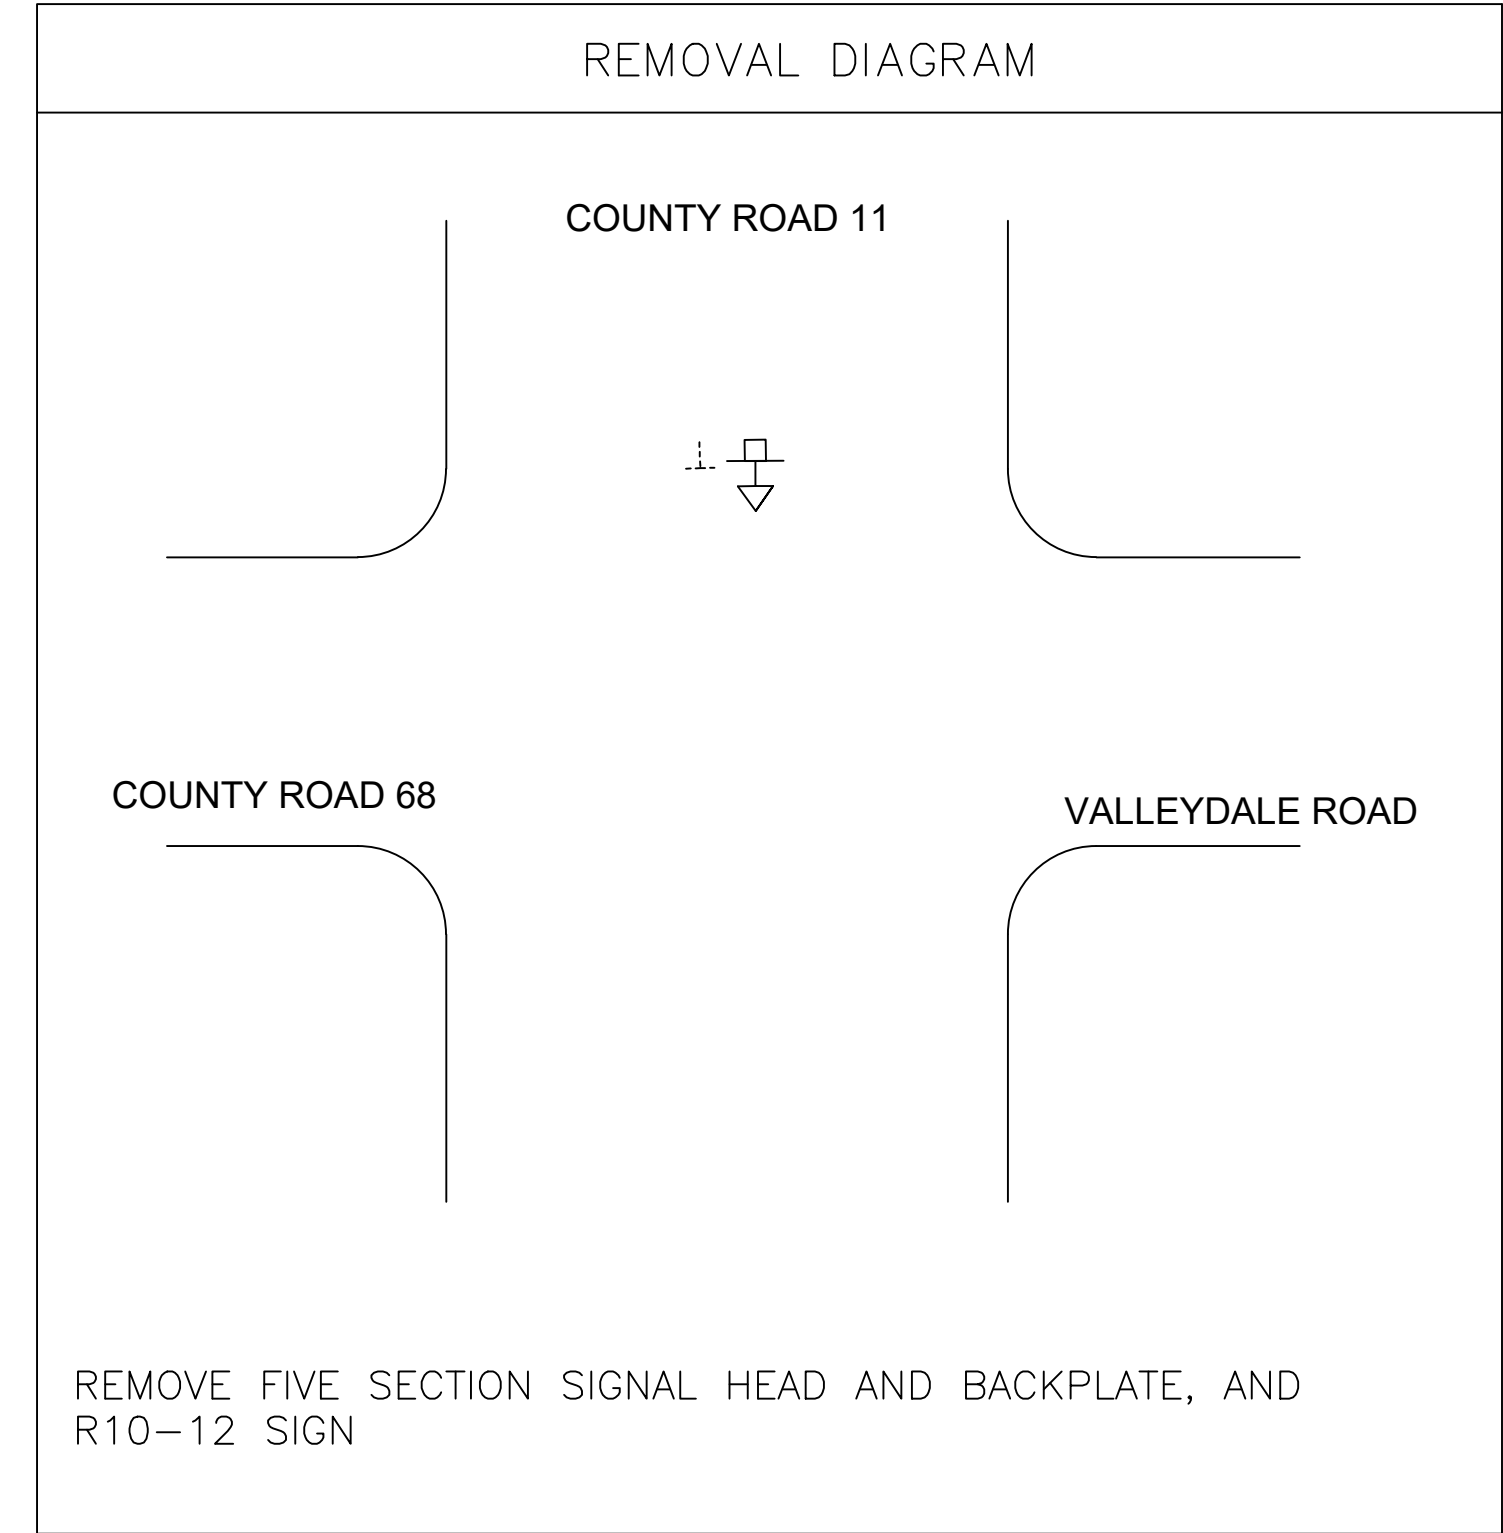 REMOVAL DIAGRAM
COUNTY ROAD 11
COUNTY ROAD 68
VALLEYDALE ROAD
REMOVE FIVE SECTION SIGNAL HEAD AND BACKPLATE, AND
R10-12 SIGN